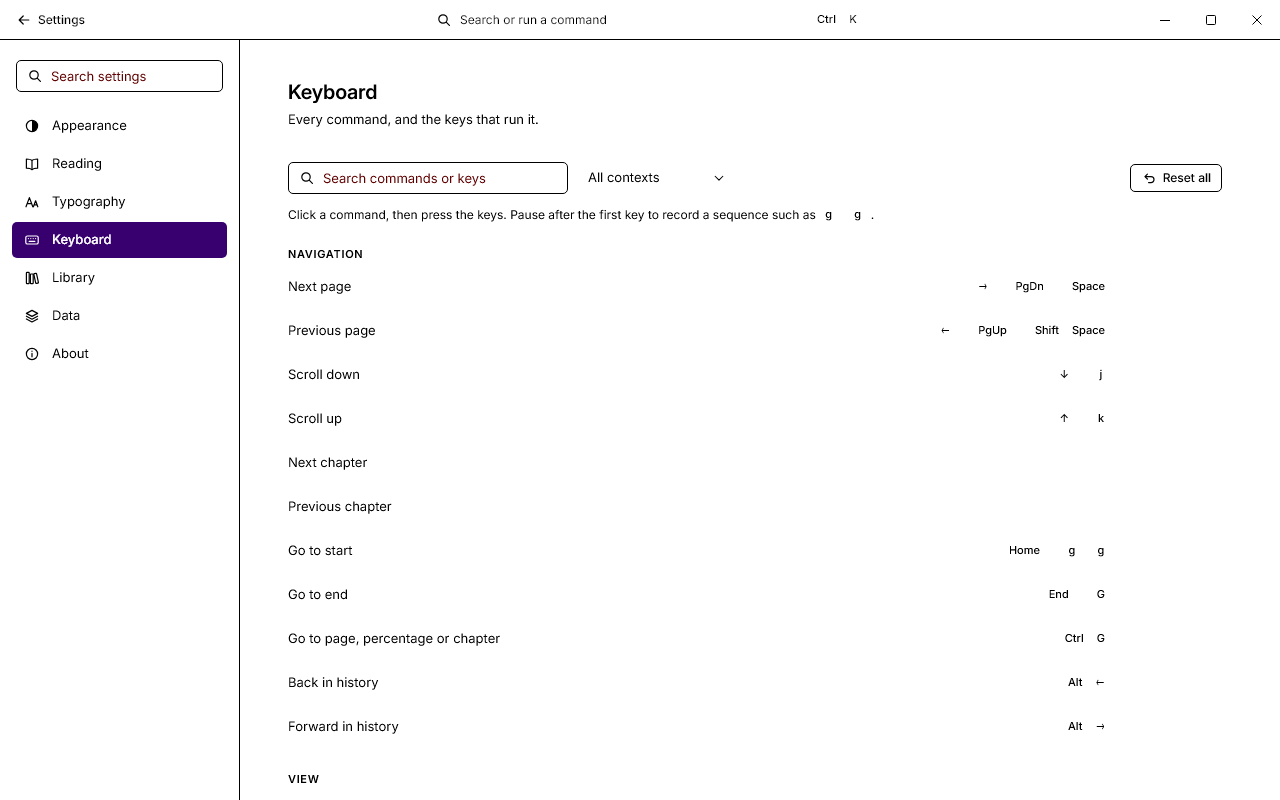 Settings
Search or run a command Ctrl K
Search settings
Appearance
Reading
Typography
Keyboard
Library
Data
About
Keyboard
Every command, and the keys that run it.
Search commands or keys
All contexts
Reset all
Click a command, then press the keys. Pause after the first key to record a sequence such as g g .
NAVIGATION
Next page → PgDn Space
Previous page ← PgUp Shift Space
Scroll down ↓ j
Scroll up ↑ k
Next chapter
Previous chapter
Go to start Home g g
Go to end End G
Go to page, percentage or chapter Ctrl G
Back in history Alt ←
Forward in history Alt →
VIEW